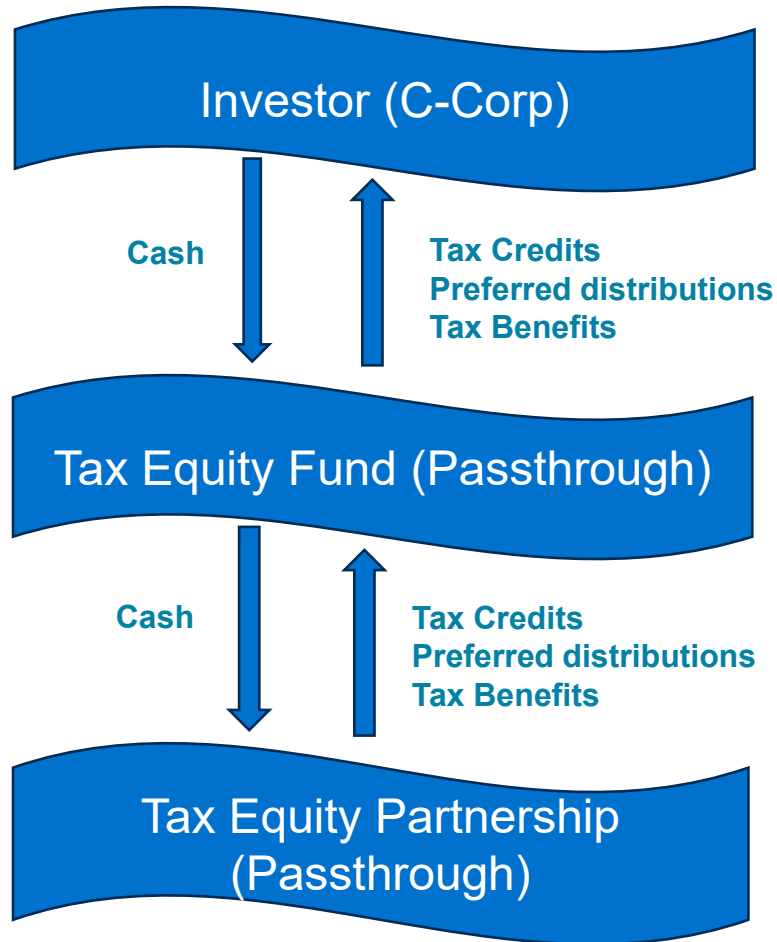 Investor (C-Corp)
Cash
Tax Credits
Preferred distributions
Tax Benefits
Tax Equity Fund (Passthrough)
Cash
Tax Credits
Preferred distributions
Tax Benefits
Tax Equity Partnership
(Passthrough)